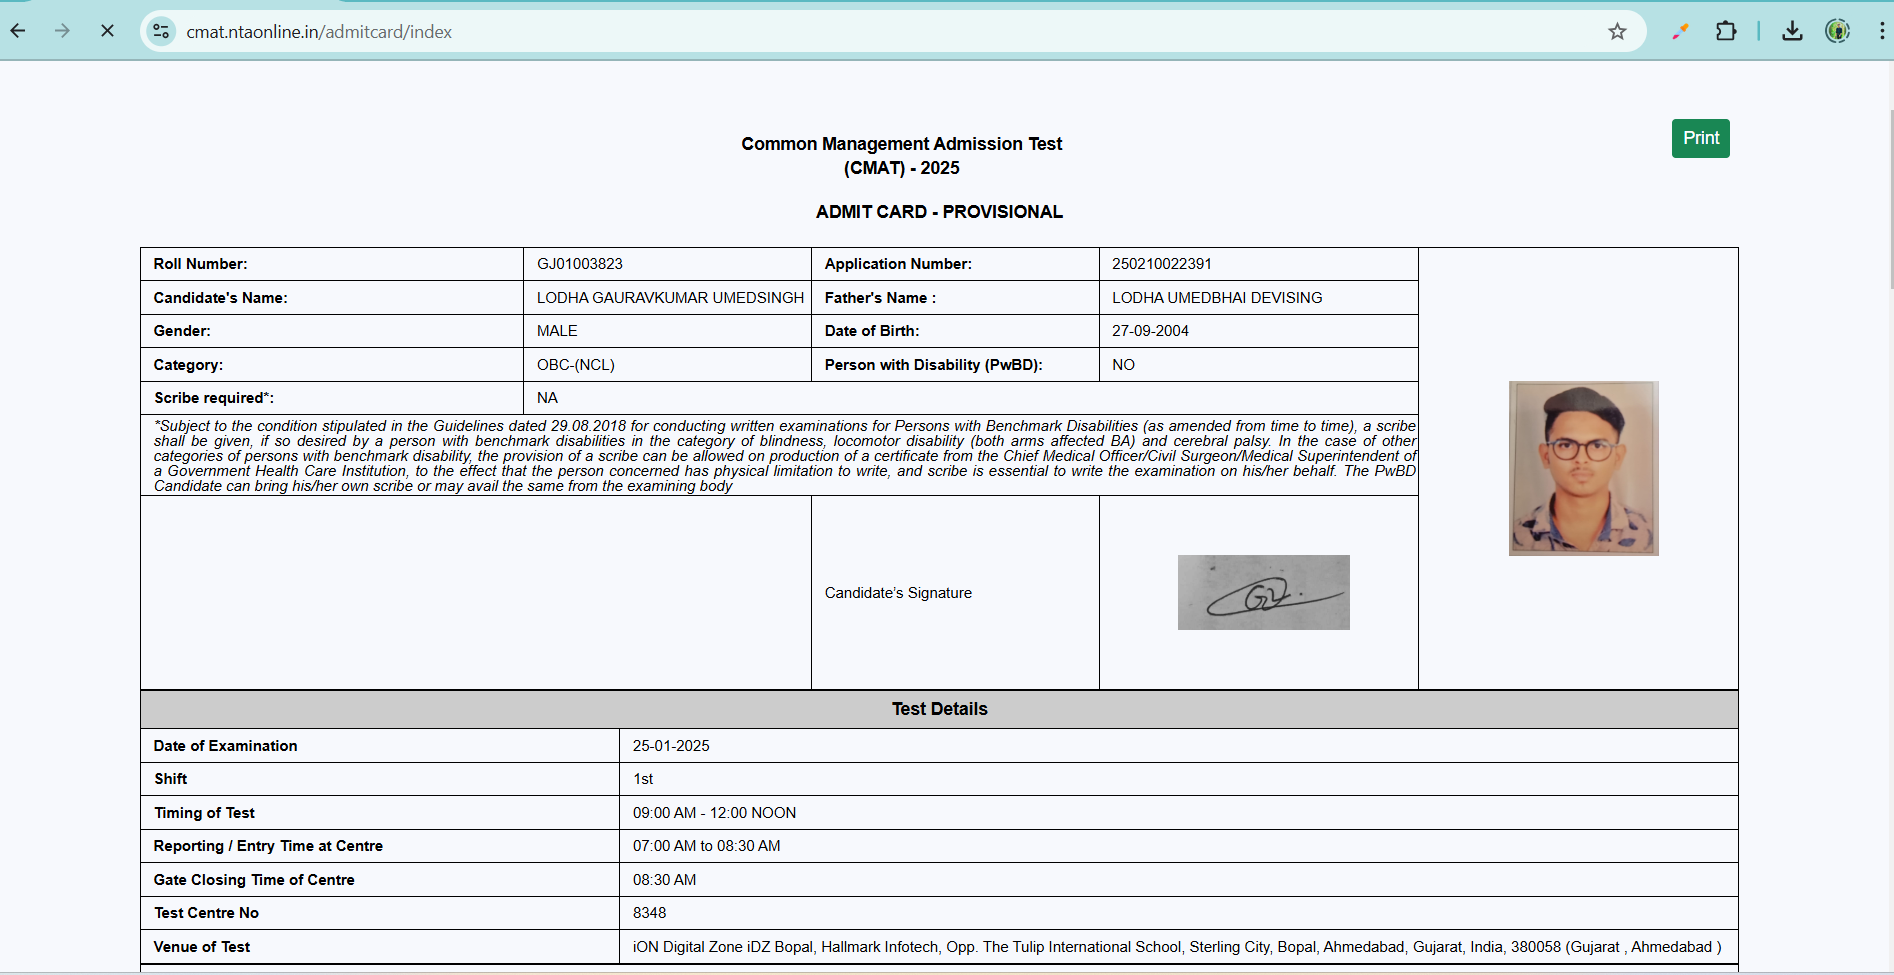 cmat.ntaonline.in/admitcard/index
Print
Common Management Admission Test
(CMAT) - 2025
ADMIT CARD - PROVISIONAL
Roll Number: GJ01003823 Application Number: 250210022391
Candidate's Name: LODHA GAURAVKUMAR UMEDSINGH Father's Name : LODHA UMEDBHAI DEVISING
Gender: MALE Date of Birth: 27-09-2004
Category: OBC-(NCL) Person with Disability (PwBD): NO
Scribe required*: NA
*Subject to the condition stipulated in the Guidelines dated 29.08.2018 for conducting written examinations for Persons with Benchmark Disabilities (as amended from time to time), a scribe
shall be given, if so desired by a person with benchmark disabilities in the category of blindness, locomotor disability (both arms affected BA) and cerebral palsy. In the case of other
categories of persons with benchmark disability, the provision of a scribe can be allowed on production of a certificate from the Chief Medical Officer/Civil Surgeon/Medical Superintendent of
a Government Health Care Institution, to the effect that the person concerned has physical limitation to write, and scribe is essential to write the examination on his/her behalf. The PwBD
Candidate can bring his/her own scribe or may avail the same from the examining body
Candidate's Signature
Test Details
Date of Examination 25-01-2025
Shift 1st
Timing of Test 09:00 AM - 12:00 NOON
Reporting / Entry Time at Centre 07:00 AM to 08:30 AM
Gate Closing Time of Centre 08:30 AM
Test Centre No 8348
Venue of Test iON Digital Zone iDZ Bopal, Hallmark Infotech, Opp. The Tulip International School, Sterling City, Bopal, Ahmedabad, Gujarat, India, 380058 (Gujarat , Ahmedabad )